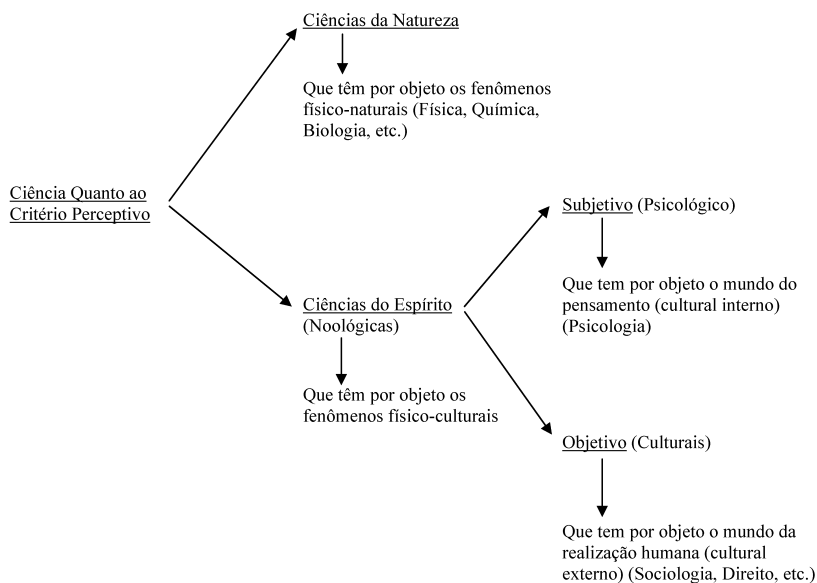 Ciências da Natureza
Que têm por objeto os fenômenos
físico-naturais (Física, Química,
Biologia, etc.)
Ciência Quanto ao
Critério Perceptivo
Ciências do Espírito
(Noológicas)
Que têm por objeto os
fenômenos físico-culturais
Subjetivo (Psicológico)
Que tem por objeto o mundo do
pensamento (cultural interno)
(Psicologia)
Objetivo (Culturais)
Que tem por objeto o mundo da
realização humana (cultural
externo) (Sociologia, Direito, etc.)